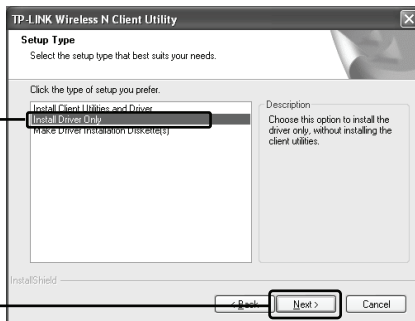 TP-LINK Wireless N Client Utility
Setup Type
Select the setup type that best suits your needs.
Click the type of setup you prefer.
Install Client Utilities and Driver
Install Driver Only
Make Driver Installation Diskette(s)
Description
Choose this option to install the
driver only, without installing the
client utilities.
InstallShield
< Back
Next >
Cancel